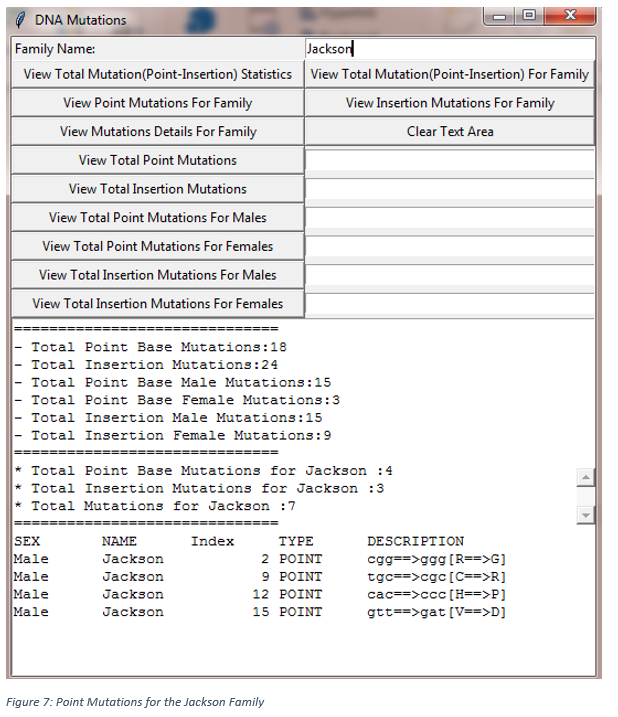 DNA Mutations
Family Name: Jackson
View Total Mutation(Point-Insertion) Statistics View Total Mutation(Point-Insertion) For Family
View Point Mutations For Family View Insertion Mutations For Family
View Mutations Details For Family Clear Text Area
View Total Point Mutations
View Total Insertion Mutations
View Total Point Mutations For Males
View Total Point Mutations For Females
View Total Insertion Mutations For Males
View Total Insertion Mutations For Females
==============================
- Total Point Base Mutations:18
- Total Insertion Mutations:24
- Total Point Base Male Mutations:15
- Total Point Base Female Mutations:3
- Total Insertion Male Mutations:15
- Total Insertion Female Mutations:9
==============================
* Total Point Base Mutations for Jackson :4
* Total Insertion Mutations for Jackson :3
* Total Mutations for Jackson :7
==============================
SEX NAME Index TYPE DESCRIPTION
Male Jackson 2 POINT cgg==>ggg[R==>G]
Male Jackson 9 POINT tgc==>cgc[C==>R]
Male Jackson 12 POINT cac==>ccc[H==>P]
Male Jackson 15 POINT gtt==>gat[V==>D]
Figure 7: Point Mutations for the Jackson Family